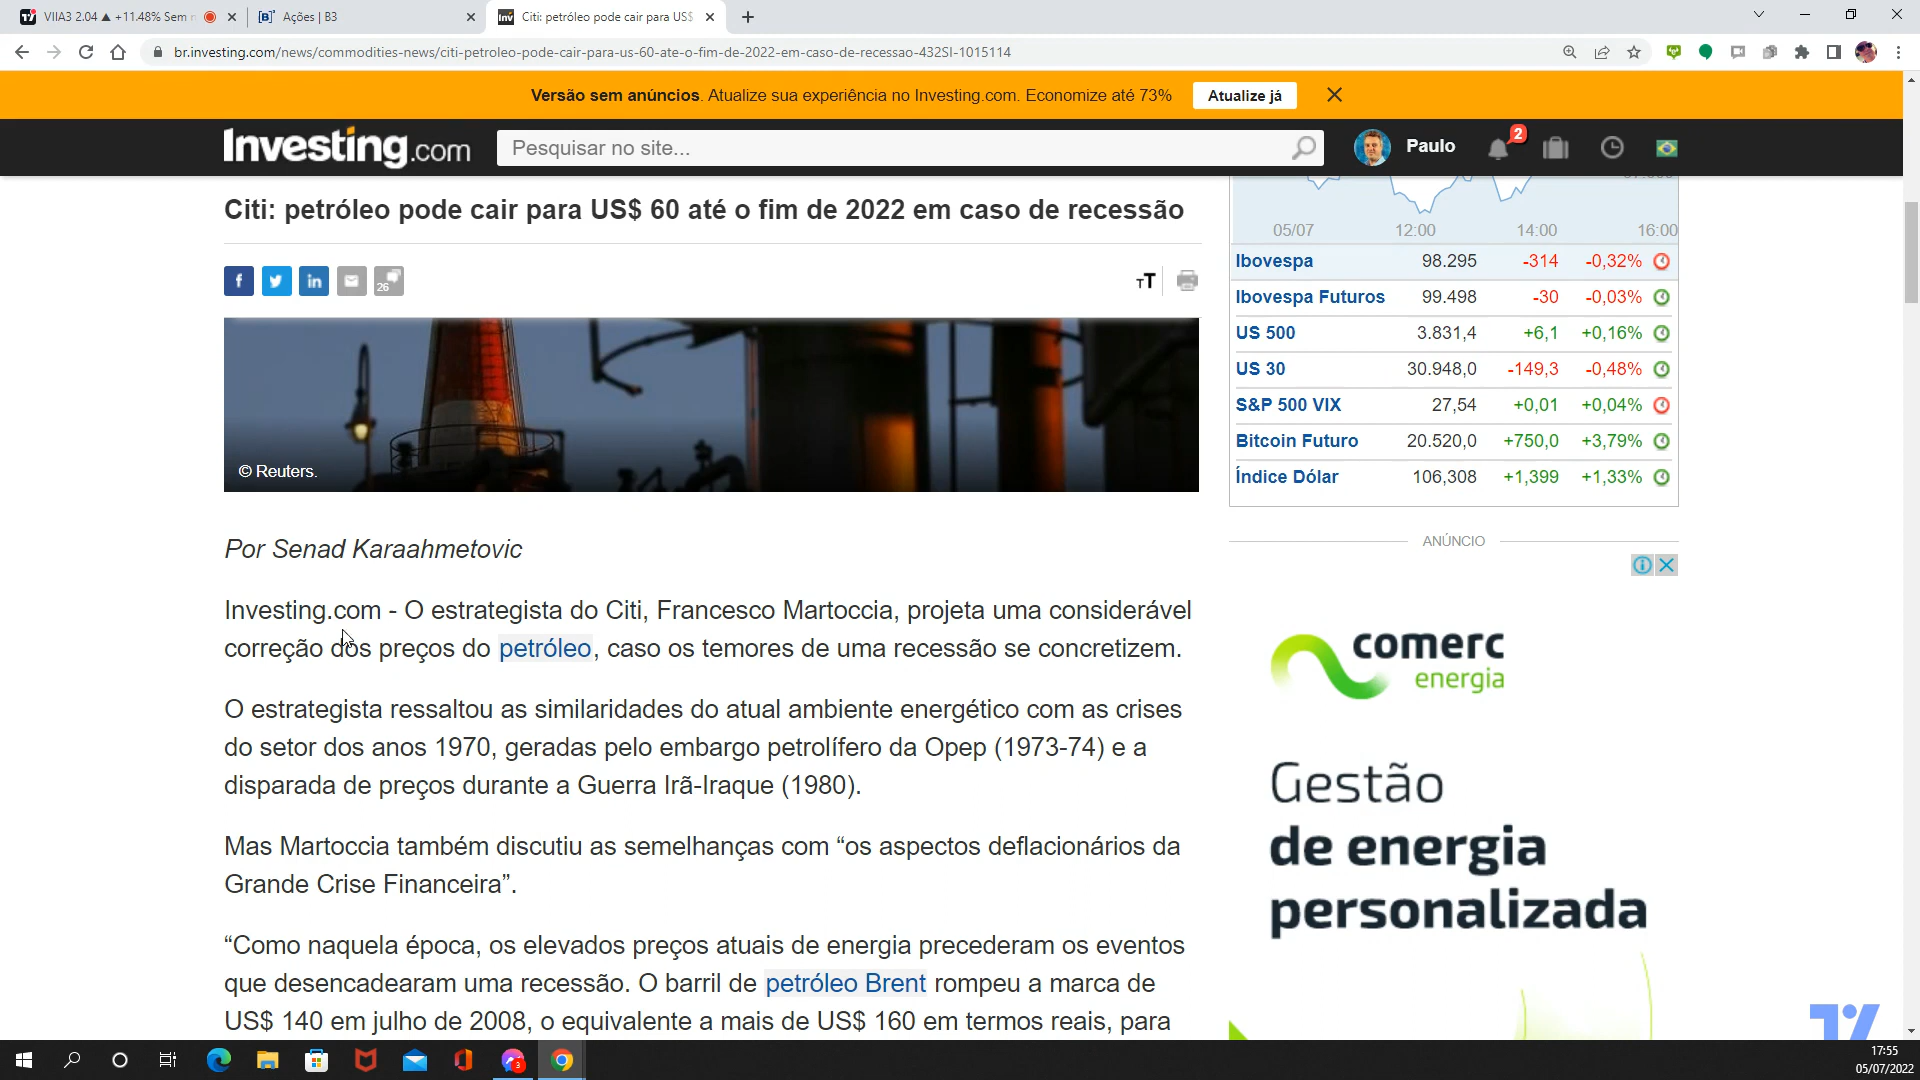 VIIA3 2.04 ▲ +11.48% Sem
Ações | B3
Citi: petróleo pode cair para US$
br.investing.com/news/commodities-news/citi-petroleo-pode-cair-para-us-60-ate-o-fim-de-2022-em-caso-de-recessao-432SI-1015114
Versão sem anúncios. Atualize sua experiência no Investing.com. Economize até 73%
Atualize já
Investing.com
Pesquisar no site...
Paulo
2
Citi: petróleo pode cair para US$ 60 até o fim de 2022 em caso de recessão
26
TT
© Reuters.
05/07 12:00 14:00 16:00
Ibovespa 98.295 -314 -0,32%
Ibovespa Futuros 99.498 -30 -0,03%
US 500 3.831,4 +6,1 +0,16%
US 30 30.948,0 -149,3 -0,48%
S&P 500 VIX 27,54 +0,01 +0,04%
Bitcoin Futuro 20.520,0 +750,0 +3,79%
Índice Dólar 106,308 +1,399 +1,33%
Por Senad Karaahmetovic
Investing.com - O estrategista do Citi, Francesco Martoccia, projeta uma considerável
correção dos preços do petróleo, caso os temores de uma recessão se concretizem.
O estrategista ressaltou as similaridades do atual ambiente energético com as crises
do setor dos anos 1970, geradas pelo embargo petrolífero da Opep (1973-74) e a
disparada de preços durante a Guerra Irã-Iraque (1980).
Mas Martoccia também discutiu as semelhanças com “os aspectos deflacionários da
Grande Crise Financeira”.
“Como naquela época, os elevados preços atuais de energia precederam os eventos
que desencadearam uma recessão. O barril de petróleo Brent rompeu a marca de
US$ 140 em julho de 2008, o equivalente a mais de US$ 160 em termos reais, para
ANÚNCIO
comerc
energia
Gestão
de energia
personalizada
3
17:55
05/07/2022